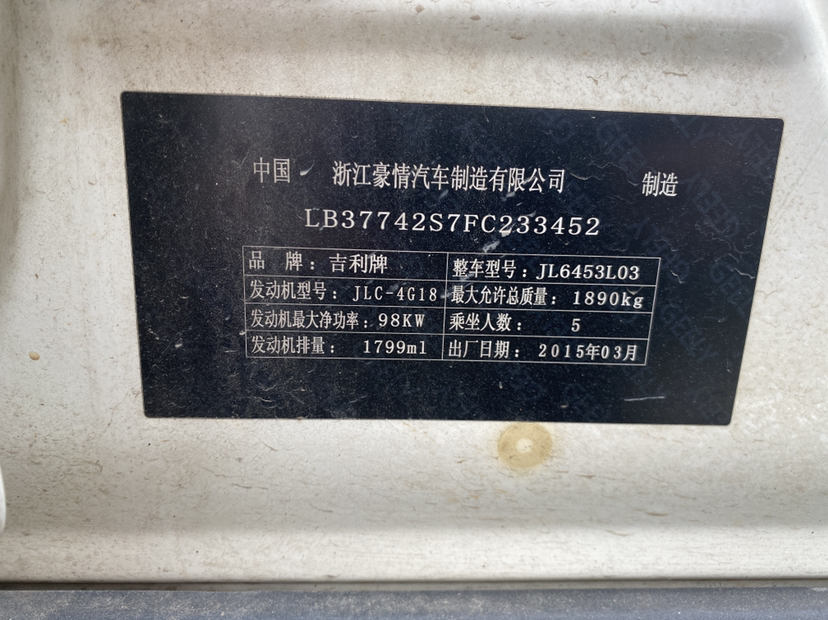 中国 浙江豪情汽车制造有限公司 制造
LB37742S7FC233452
品 牌：吉利牌 整车型号：JL6453L03
发动机型号：JLC-4G18 最大允许总质量：1890kg
发动机最大净功率：98KW 乘坐人数： 5
发动机排量： 1799ml 出厂日期： 2015年03月